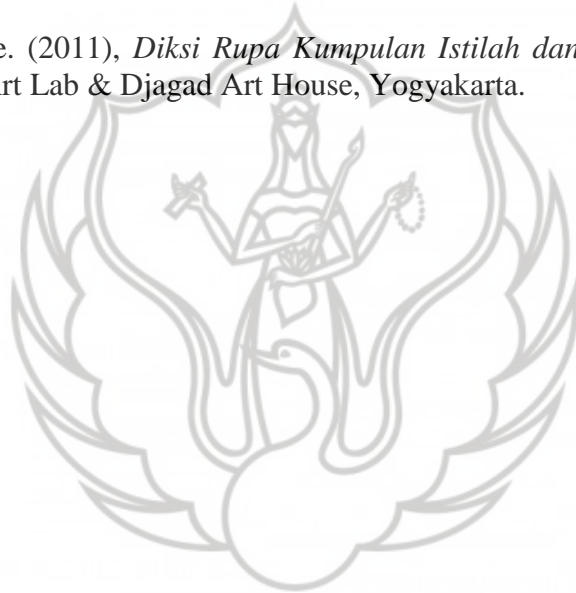 e. (2011), Diksi Rupa Kumpulan Istilah dan
rt Lab & Djagad Art House, Yogyakarta.